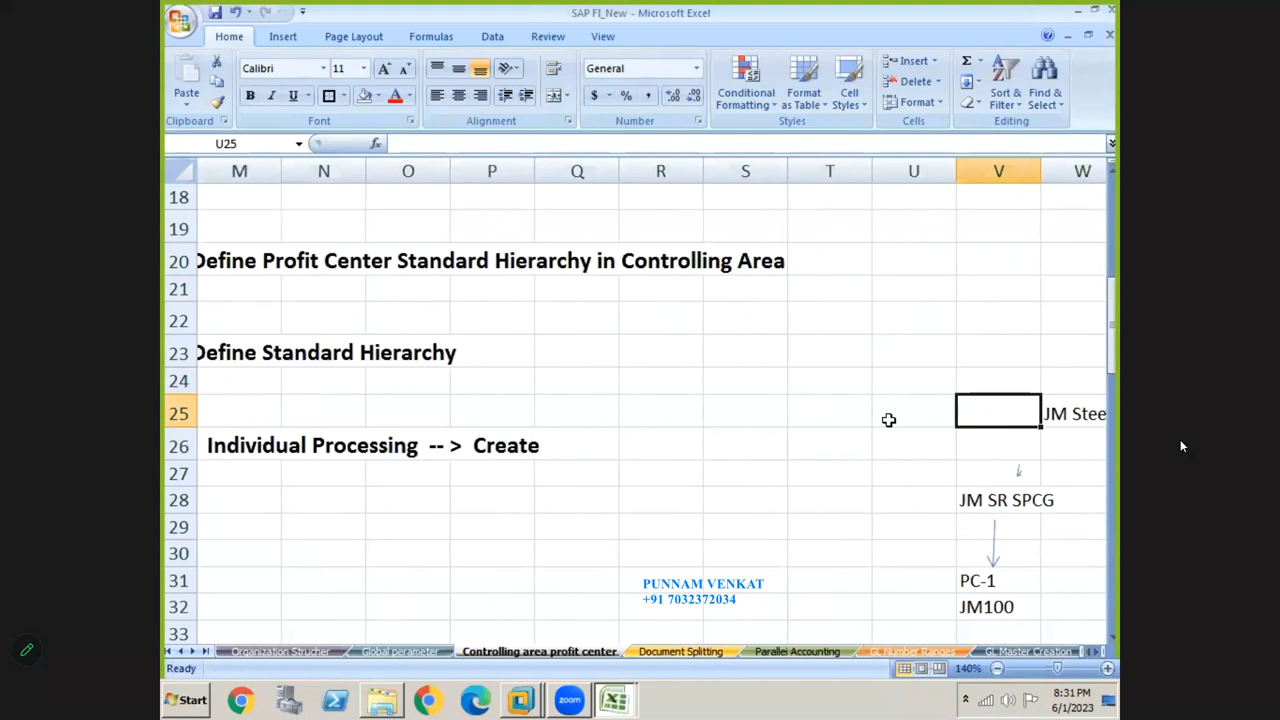 SAP FI_New - Microsoft Excel
Home Insert Page Layout Formulas Data Review View
Calibri 11 General Insert Σ
Paste B I U $ % , Conditional Formatting Format as Table Cell Styles Delete Format Sort & Filter Find & Select
Clipboard Font Alignment Number Styles Cells Editing
U25 fx
M N O P Q R S T U V W
18
19
20 Define Profit Center Standard Hierarchy in Controlling Area
21
22
23 Define Standard Hierarchy
24
25 JM Stee
26 Individual Processing -- > Create
27
28 JM SR SPCG
29
30
31 PC-1
PUNNAM VENKAT
+91 7032372034
32 JM100
33
Organization Strucher Global perameter Controlling area profit center Document Splitting Parallel Accounting GL Number Ranges GL Master Creation
Ready 140%
Start zoom 8:31 PM
6/1/2023